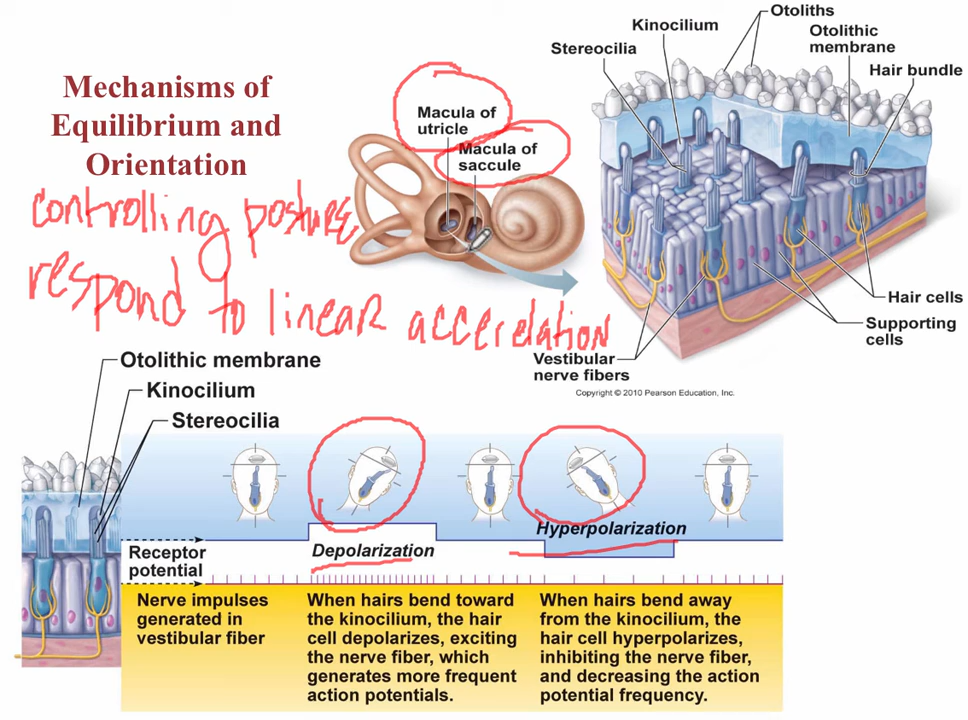 Mechanisms of
Equilibrium and
Orientation
controlling posture
respond to linear accerelation
Macula of
utricle
Macula of
saccule
Kinocilium
Stereocilia
Otoliths
Otolithic
membrane
Hair bundle
Hair cells
Supporting
cells
Vestibular
nerve fibers
Copyright © 2010 Pearson Education, Inc.
Otolithic membrane
Kinocilium
Stereocilia
Receptor
potential
Depolarization
Hyperpolarization
Nerve impulses
generated in
vestibular fiber
When hairs bend toward
the kinocilium, the hair
cell depolarizes, exciting
the nerve fiber, which
generates more frequent
action potentials.
When hairs bend away
from the kinocilium, the
hair cell hyperpolarizes,
inhibiting the nerve fiber,
and decreasing the action
potential frequency.